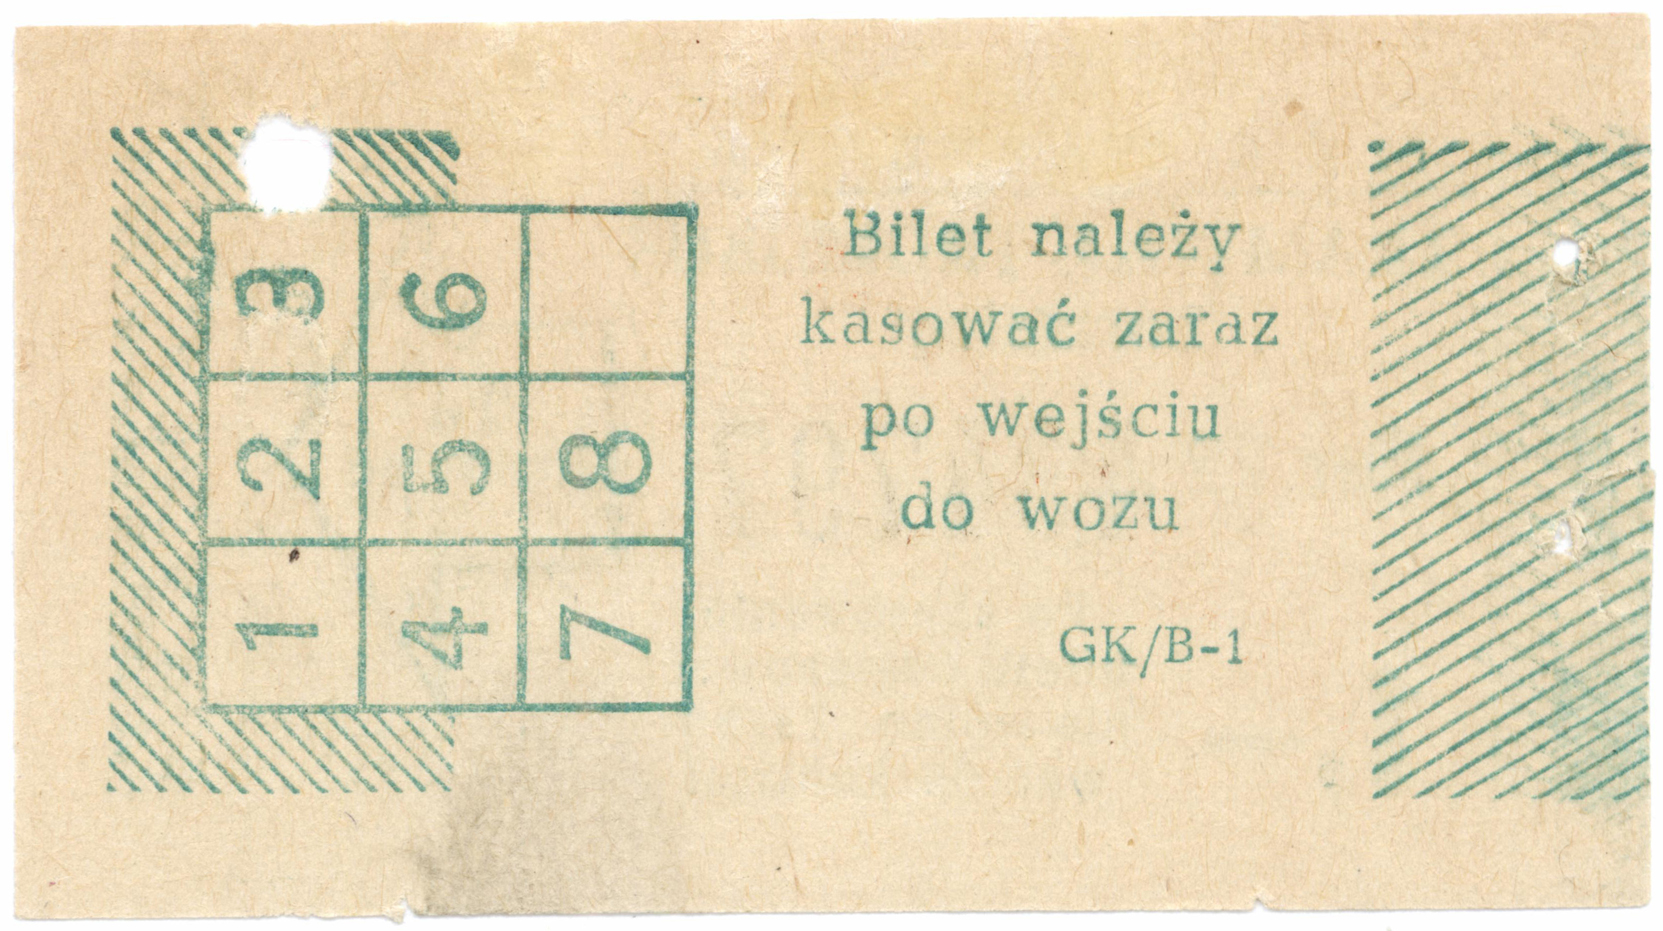 3 6
2 5 8
1 4 7
Bilet należy
kasować zaraz
po wejściu
do wozu
GK/B-1